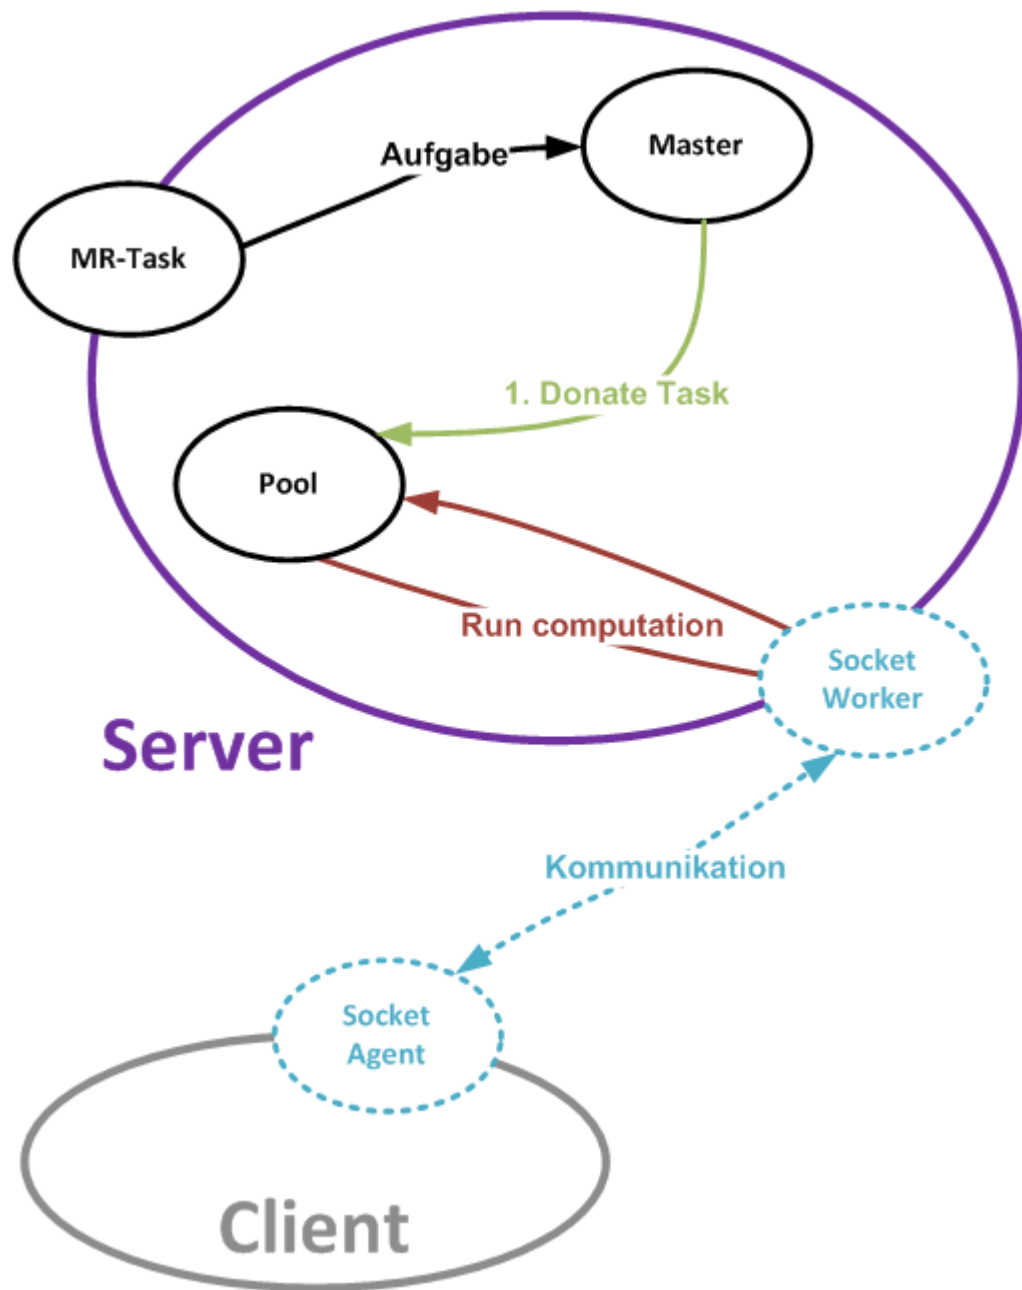 Master
Aufgabe
MR-Task
1. Donate Task
Pool
Run computation
Socket
Worker
Server
Kommunikation
Socket
Agent
Client